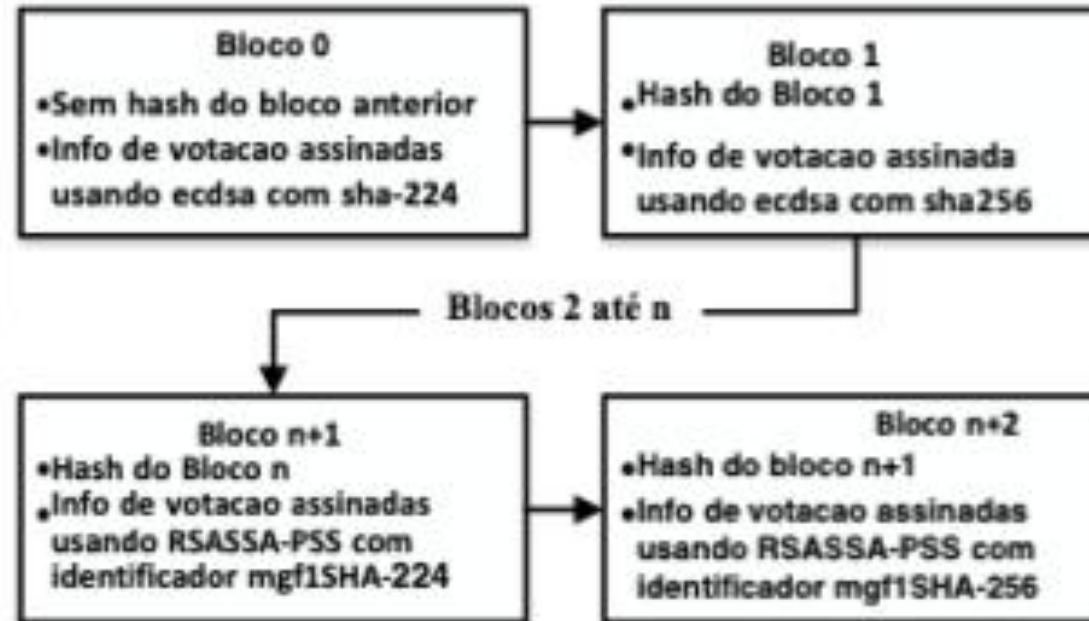 Bloco 0
•Sem hash do bloco anterior
•Info de votacao assinadas
usando ecdsa com sha-224
Bloco 1
•Hash do Bloco 1
•Info de votacao assinada
usando ecdsa com sha256
Blocos 2 até n
Bloco n+1
•Hash do Bloco n
•Info de votacao assinadas
usando RSASSA-PSS com
identificador mgf1SHA-224
Bloco n+2
•Hash do bloco n+1
•Info de votacao assinadas
usando RSASSA-PSS com
identificador mgf1SHA-256